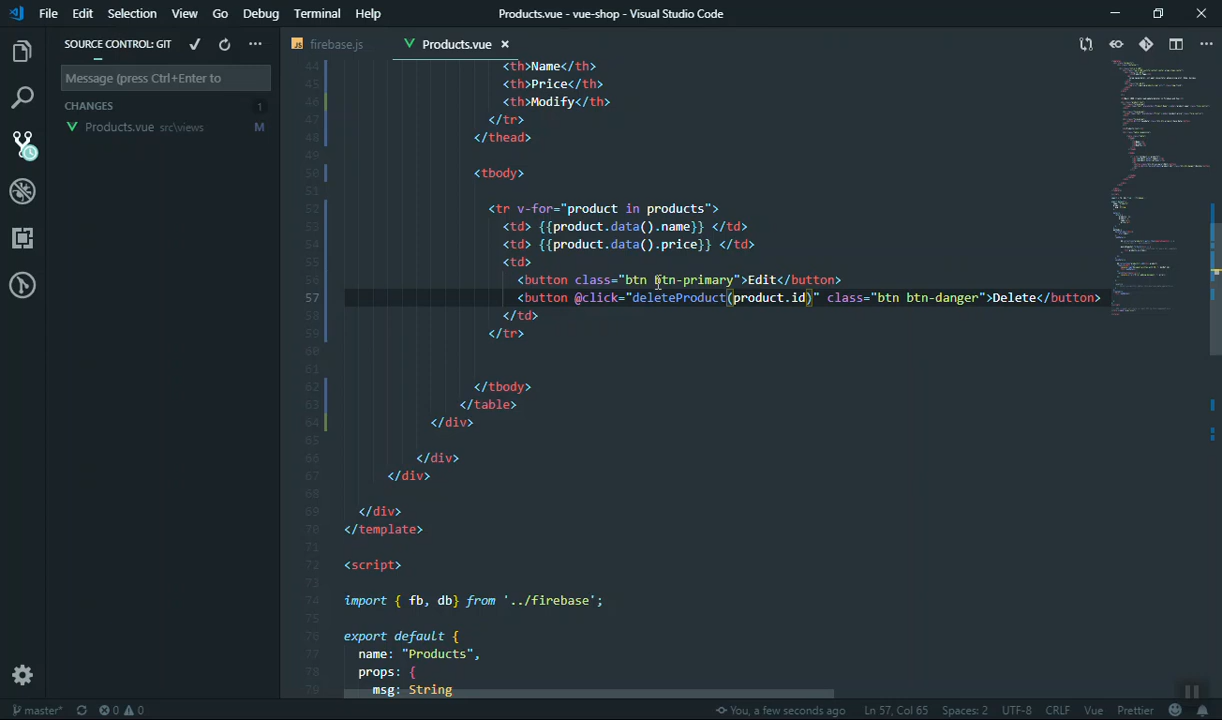 File Edit Selection View Go Debug Terminal Help
Products.vue - vue-shop - Visual Studio Code
SOURCE CONTROL: GIT
Message (press Ctrl+Enter to
CHANGES 1
Products.vue src\views M
JS firebase.js
Products.vue
44 <th>Name</th>
45 <th>Price</th>
46 <th>Modify</th>
47 </tr>
48 </thead>
49
50 <tbody>
51
52 <tr v-for="product in products">
53 <td> {{product.data().name}} </td>
54 <td> {{product.data().price}} </td>
55 <td>
56 <button class="btn btn-primary">Edit</button>
57 <button @click="deleteProduct(product.id)" class="btn btn-danger">Delete</button>
58 </td>
59 </tr>
60
61
62 </tbody>
63 </table>
64 </div>
65
66 </div>
67 </div>
68
69 </div>
70 </template>
71
72 <script>
73
74 import { fb, db} from '../firebase';
75
76 export default {
77 name: "Products",
78 props: {
79 msg: String
master* 0 0 You, a few seconds ago Ln 57, Col 65 Spaces: 2 UTF-8 CRLF Vue Prettier